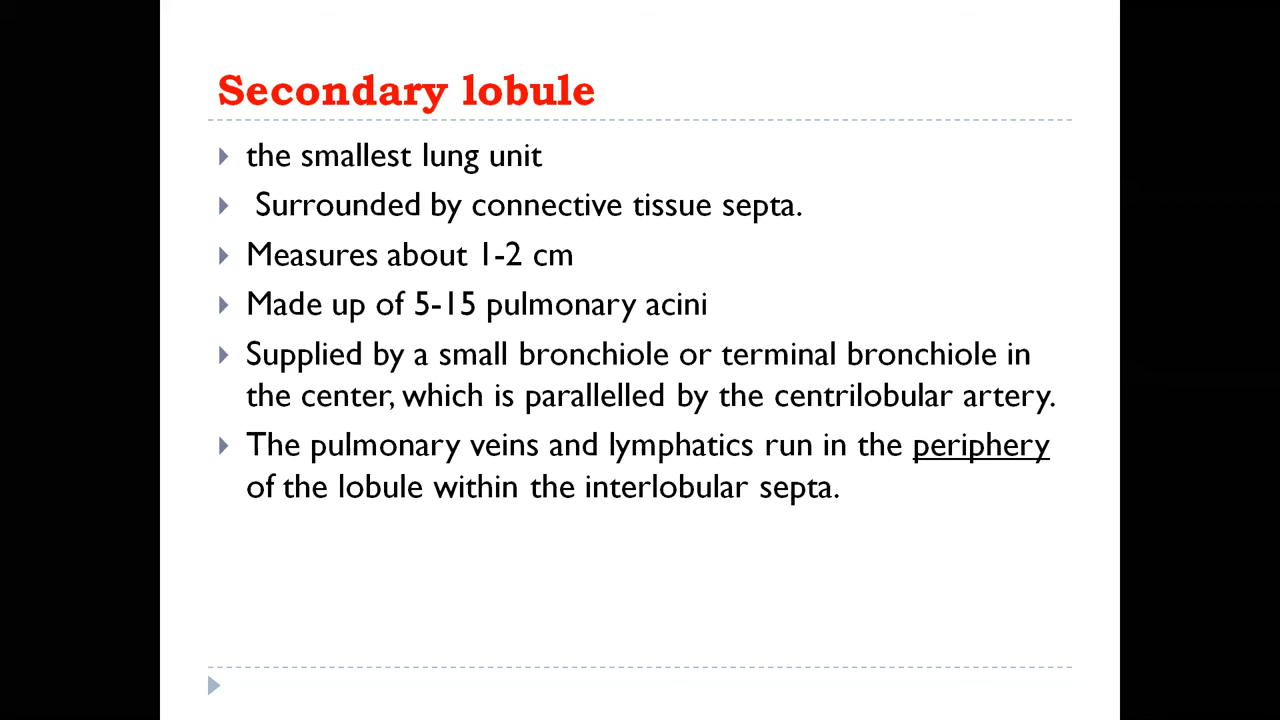 Secondary lobule
the smallest lung unit
Surrounded by connective tissue septa.
Measures about 1-2 cm
Made up of 5-15 pulmonary acini
Supplied by a small bronchiole or terminal bronchiole in
the center, which is parallelled by the centrilobular artery.
The pulmonary veins and lymphatics run in the periphery
of the lobule within the interlobular septa.